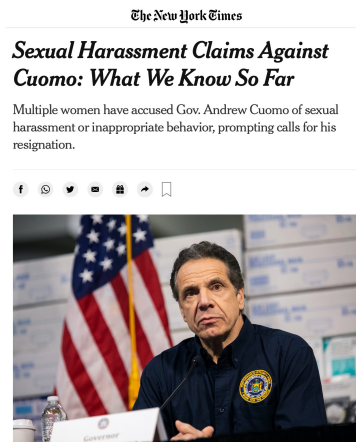 The New York Times
Sexual Harassment Claims Against
Cuomo: What We Know So Far
Multiple women have accused Gov. Andrew Cuomo of sexual
harassment or inappropriate behavior, prompting calls for his
resignation.
Governor